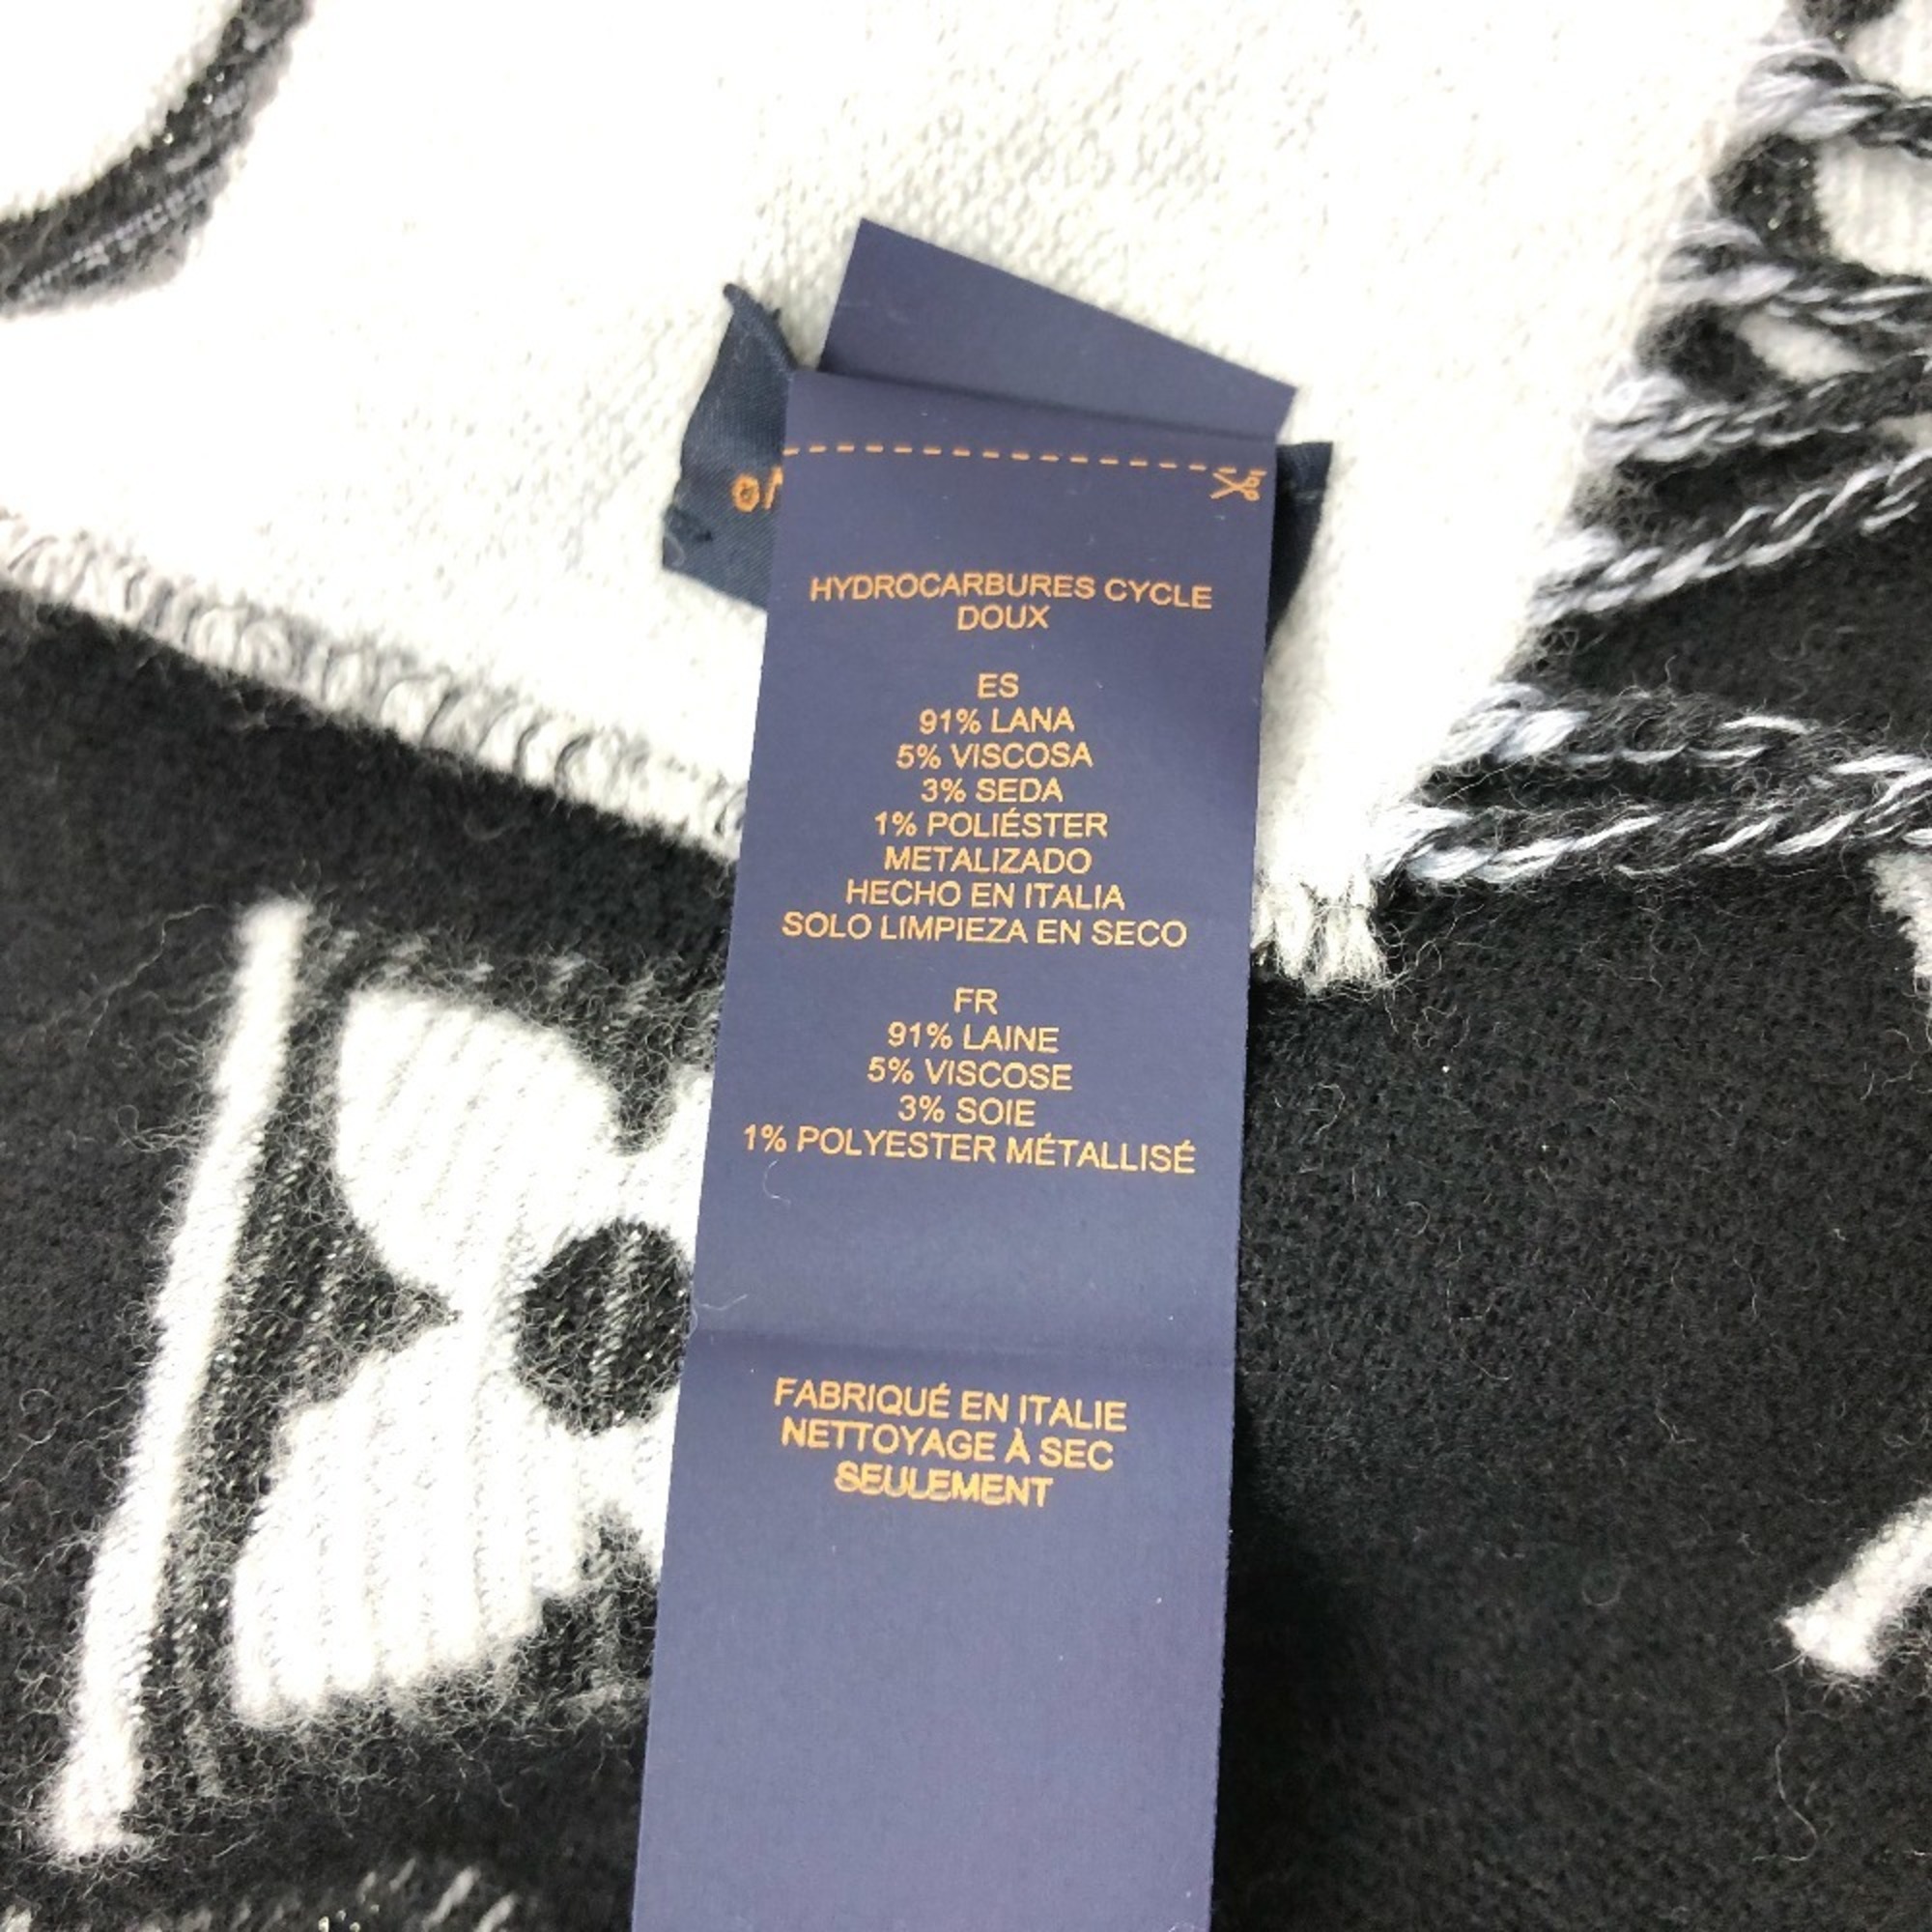 HYDROCARBURES CYCLE
DOUX
ES
91% LANA
5% VISCOSA
3% SEDA
1% POLIÉSTER
METALIZADO
HECHO EN ITALIA
SOLO LIMPIEZA EN SECO
FR
91% LAINE
5% VISCOSE
3% SOIE
1% POLYESTER MÉTALLISÉ
FABRIQUÉ EN ITALIE
NETTOYAGE À SEC
SEULEMENT